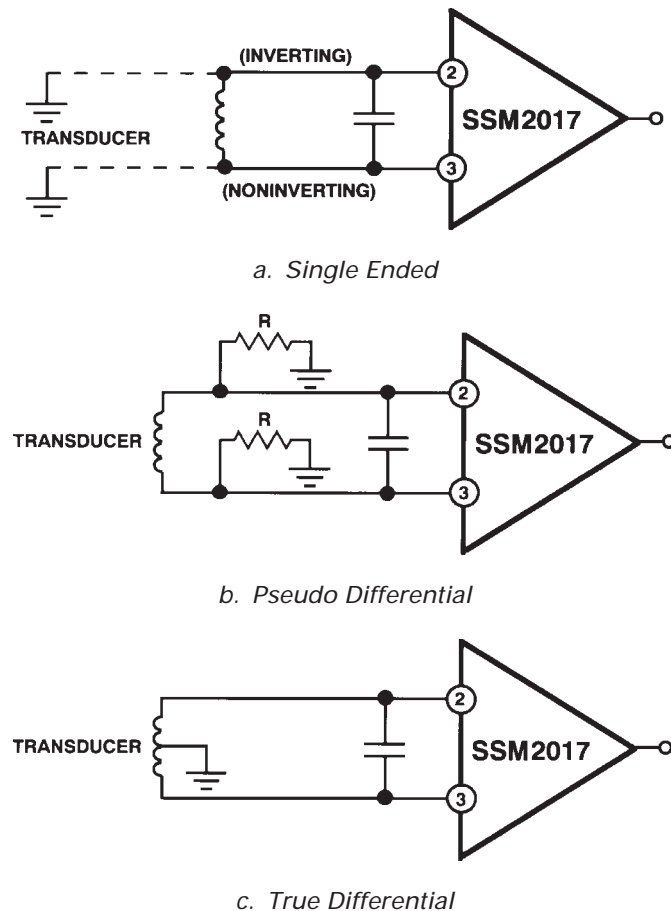 (INVERTING)
2
SSM2017
TRANSDUCER
3
(NONINVERTING)
a. Single Ended
R
2
R
TRANSDUCER
SSM2017
3
b. Pseudo Differential
2
TRANSDUCER
SSM2017
3
c. True Differential